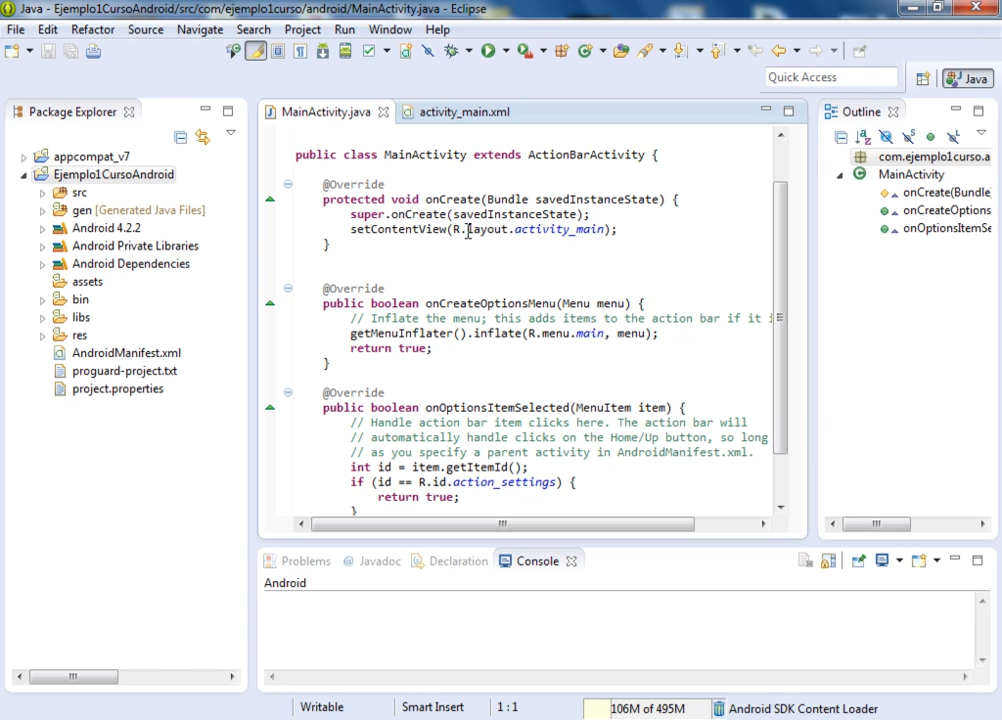 Java - Ejemplo1CursoAndroid/src/com/ejemplo1curso/android/MainActivity.java - Eclipse
File Edit Refactor Source Navigate Search Project Run Window Help
Quick Access
Java
Package Explorer
appcompat_v7
Ejemplo1CursoAndroid
src
gen [Generated Java Files]
Android 4.2.2
Android Private Libraries
Android Dependencies
assets
bin
libs
res
AndroidManifest.xml
proguard-project.txt
project.properties
MainActivity.java
activity_main.xml
public class MainActivity extends ActionBarActivity {
@Override
protected void onCreate(Bundle savedInstanceState) {
super.onCreate(savedInstanceState);
setContentView(R.layout.activity_main);
}
@Override
public boolean onCreateOptionsMenu(Menu menu) {
// Inflate the menu; this adds items to the action bar if it i
getMenuInflater().inflate(R.menu.main, menu);
return true;
}
@Override
public boolean onOptionsItemSelected(MenuItem item) {
// Handle action bar item clicks here. The action bar will
// automatically handle clicks on the Home/Up button, so long
// as you specify a parent activity in AndroidManifest.xml.
int id = item.getItemId();
if (id == R.id.action_settings) {
return true;
}
Outline
com.ejemplo1curso.a
MainActivity
onCreate(Bundle
onCreateOptions
onOptionsItemSe
Problems @ Javadoc Declaration Console
Android
Writable Smart Insert 1 : 1 106M of 495M Android SDK Content Loader